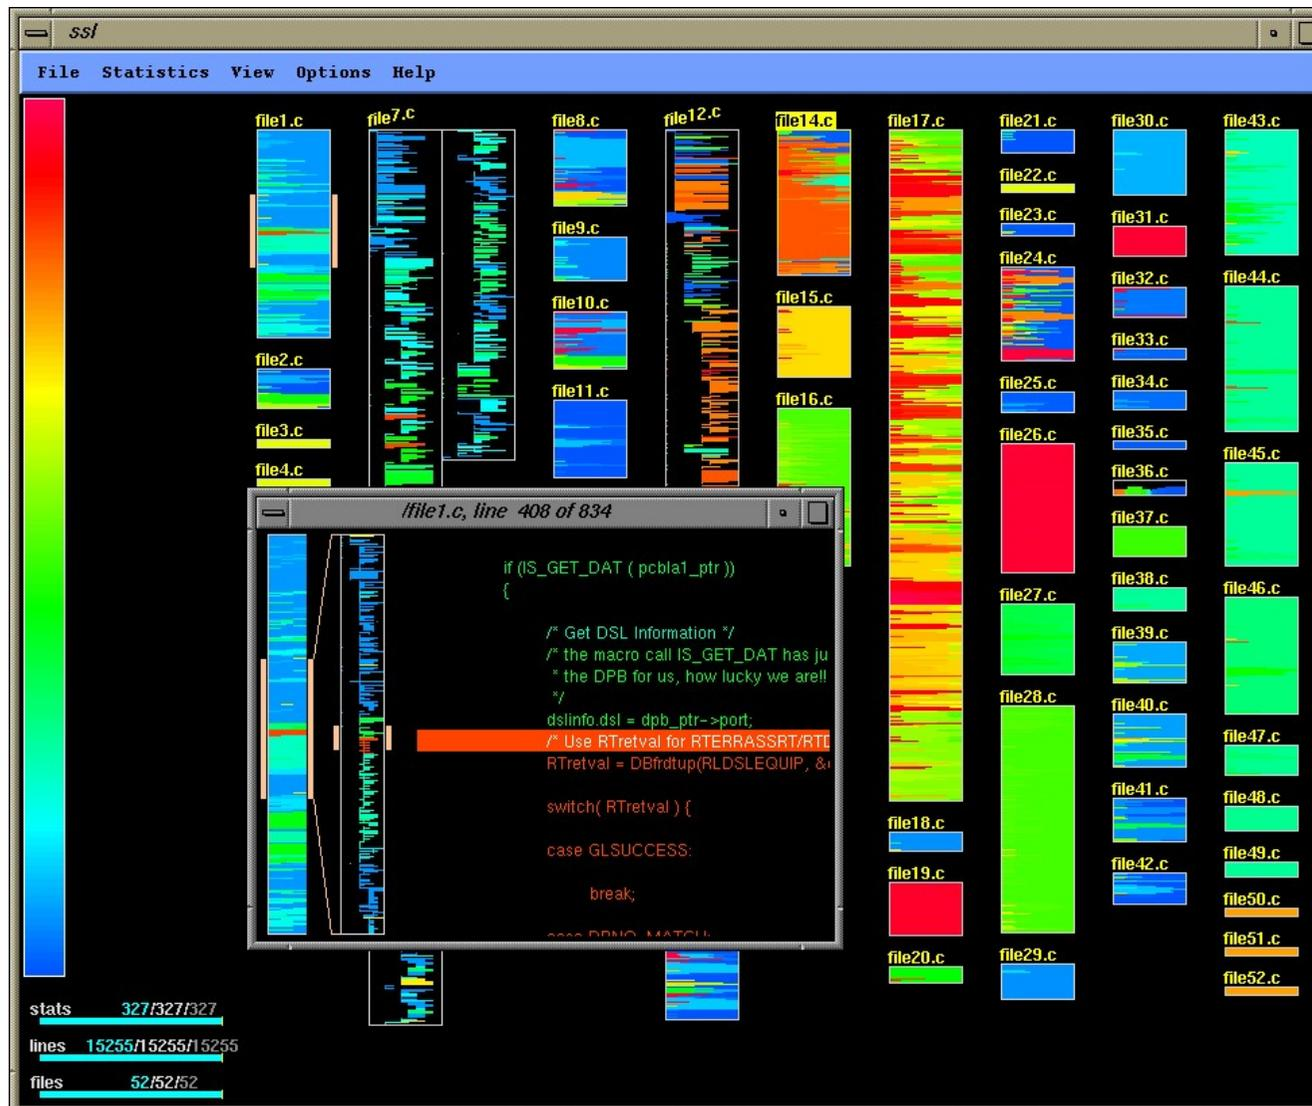 ssl
File Statistics View Options Help
file1.c
file2.c
file3.c
file4.c
file7.c
file8.c
file9.c
file10.c
file11.c
file12.c
file14.c
file15.c
file16.c
file17.c
file18.c
file19.c
file20.c
file21.c
file22.c
file23.c
file24.c
file25.c
file26.c
file27.c
file28.c
file29.c
file30.c
file31.c
file32.c
file33.c
file34.c
file35.c
file36.c
file37.c
file38.c
file39.c
file40.c
file41.c
file42.c
file43.c
file44.c
file45.c
file46.c
file47.c
file48.c
file49.c
file50.c
file51.c
file52.c
/file1.c, line 408 of 834
if (IS_GET_DAT ( pcbla1_ptr ))
{
/* Get DSL Information */
/* the macro call IS_GET_DAT has ju
* the DPB for us, how lucky we are!!
*/
dslinfo.dsl = dpb_ptr->port;
/* Use RTretval for RTERRASSRT/RTD
RTretval = DBfrdtup(RLDSLEQUIP, &
switch( RTretval ) {
case GLSUCCESS:
break;
stats 327/327/327
lines 15255/15255/15255
files 52/52/52